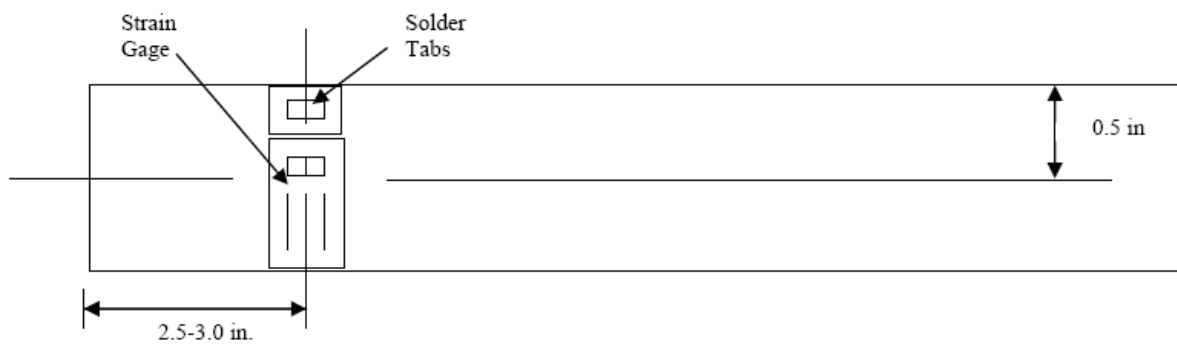 Strain
Gage
Solder
Tabs
0.5 in
2.5-3.0 in.